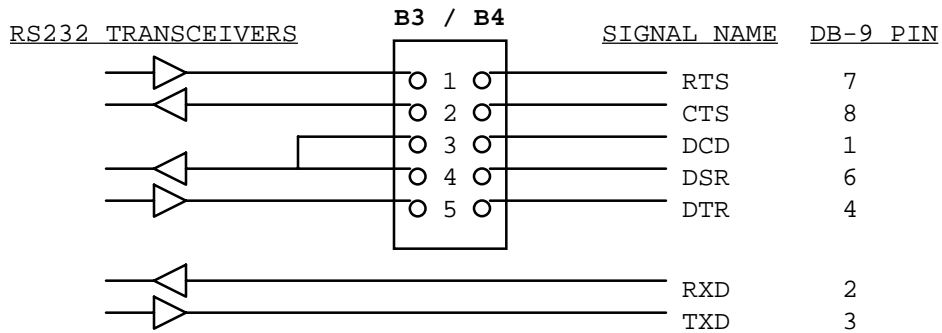 B3 / B4
RS232 TRANSCEIVERS SIGNAL NAME DB-9 PIN
1 RTS 7
2 CTS 8
3 DCD 1
4 DSR 6
5 DTR 4
RXD 2
TXD 3